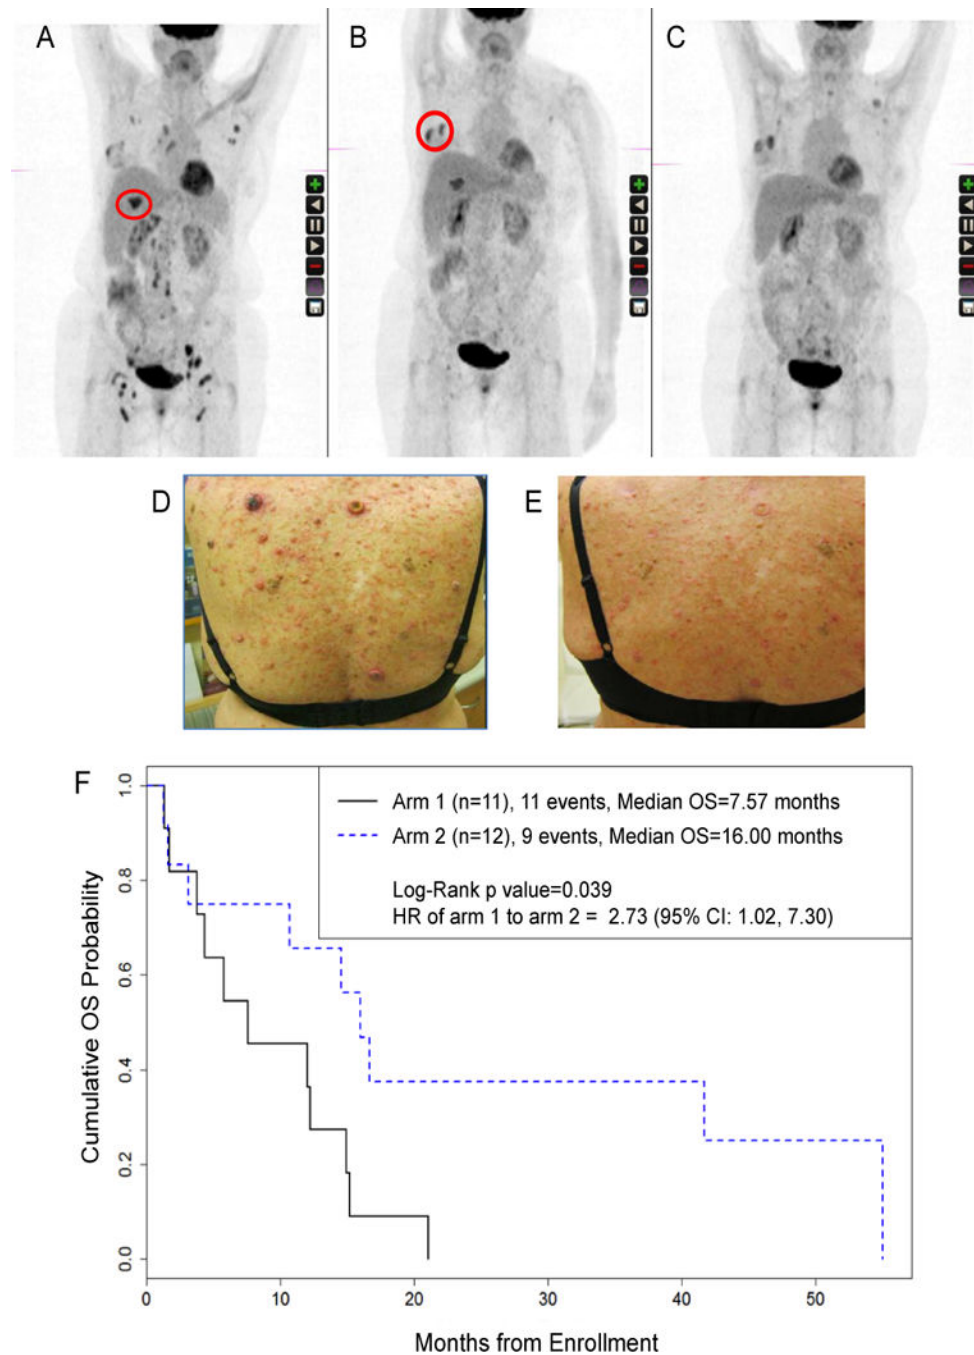 A
B
C
D
E
F
Arm 1 (n=11), 11 events, Median OS=7.57 months
Arm 2 (n=12), 9 events, Median OS=16.00 months
Log-Rank p value=0.039
HR of arm 1 to arm 2 = 2.73 (95% CI: 1.02, 7.30)
Cumulative OS Probability
1.0
0.8
0.6
0.4
0.2
0.0
0 10 20 30 40 50
Months from Enrollment